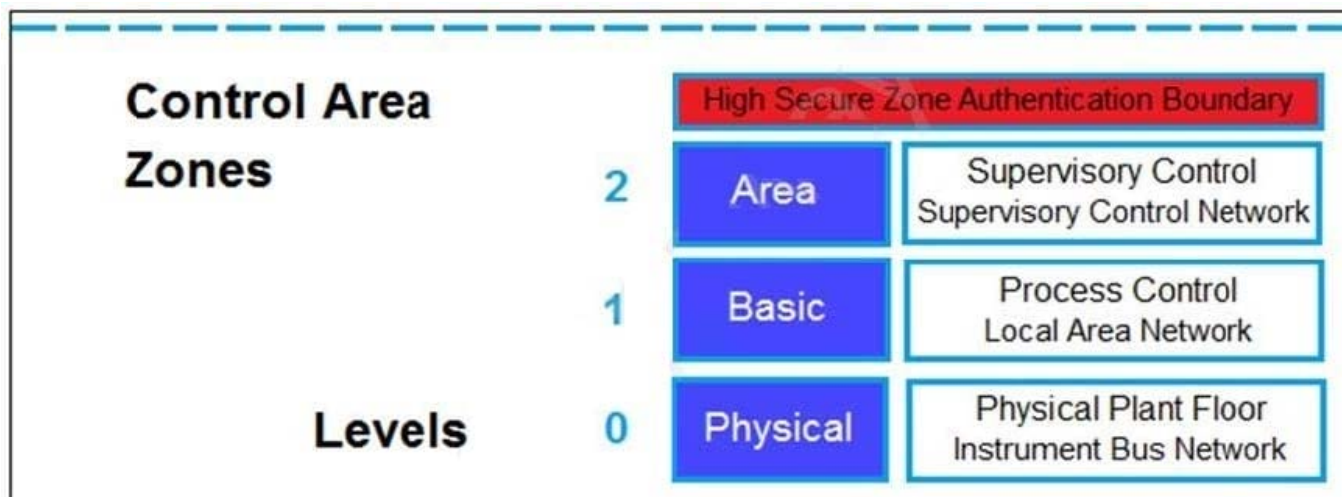 Control Area
Zones
High Secure Zone Authentication Boundary
2
Area
Supervisory Control
Supervisory Control Network
1
Basic
Process Control
Local Area Network
Levels
0
Physical
Physical Plant Floor
Instrument Bus Network